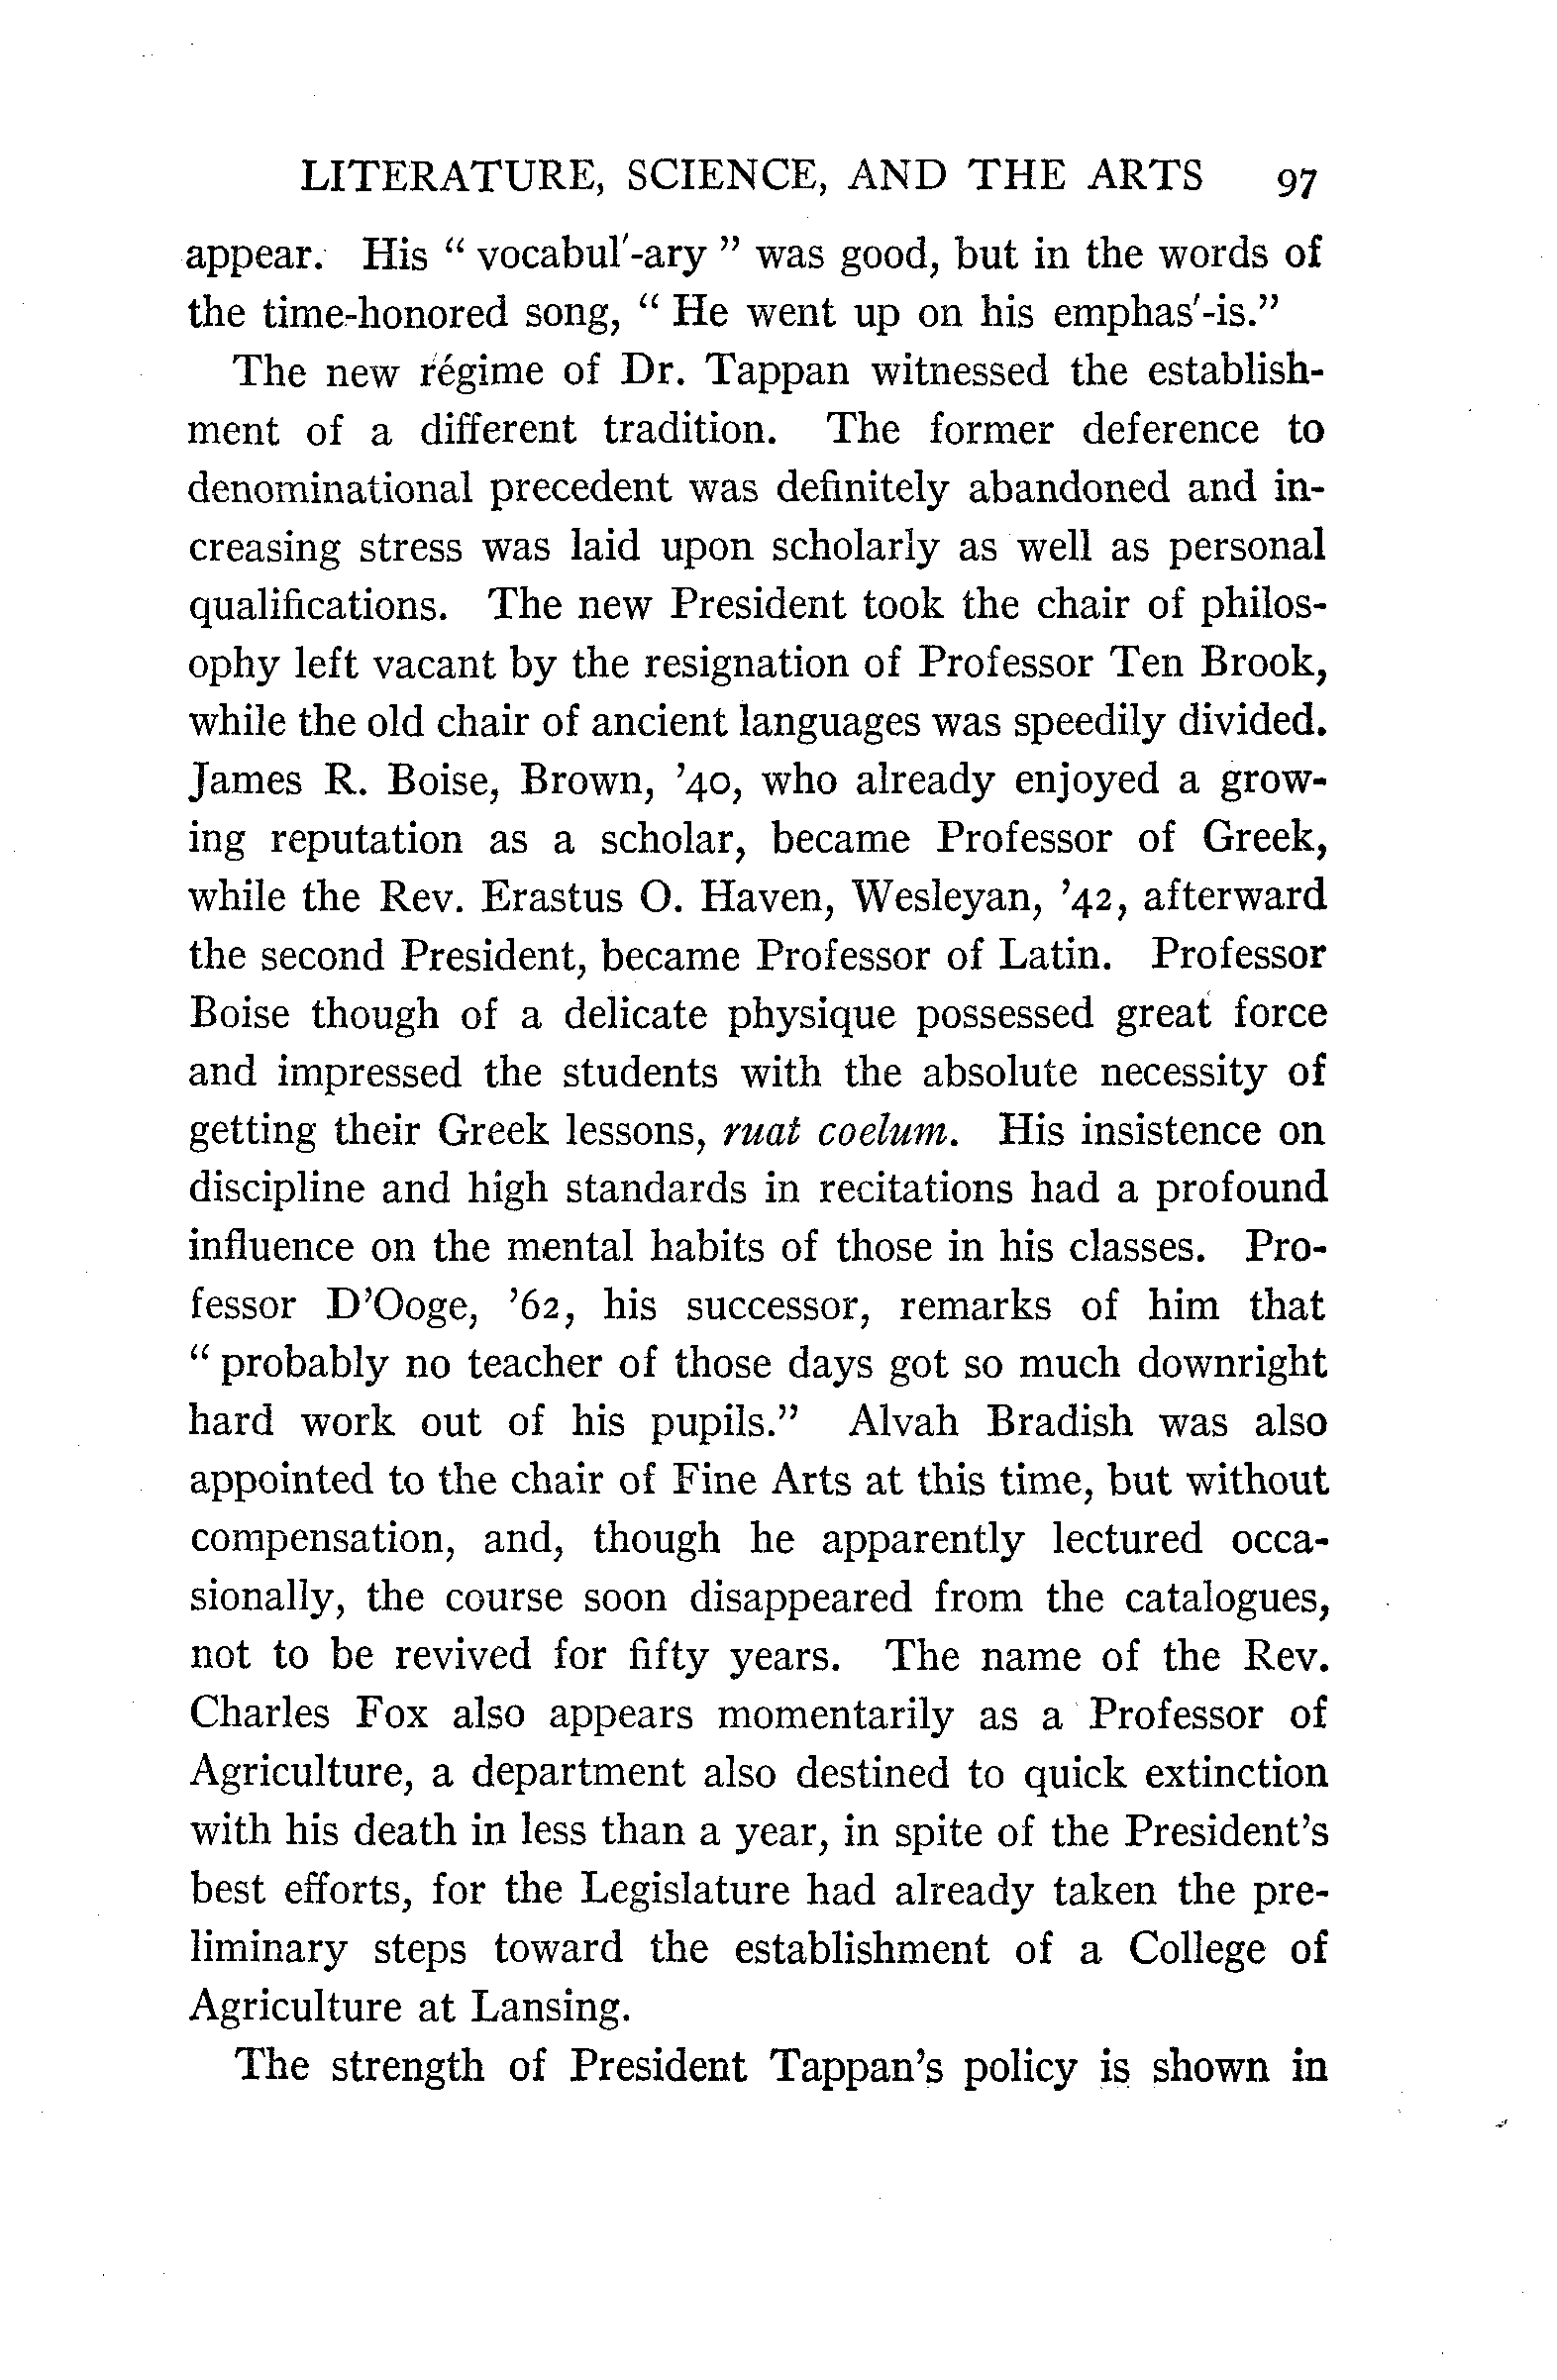 LITERATURE, SCIENCE, AND THE ARTS 97
appear. His " vocabul'-ary " was good, but in the words of
the time-honored song, " He went up on his emphas'-is."
The new régime of Dr. Tappan witnessed the establish-
ment of a different tradition. The former deference to
denominational precedent was definitely abandoned and in-
creasing stress was laid upon scholarly as well as personal
qualifications. The new President took the chair of philos-
ophy left vacant by the resignation of Professor Ten Brook,
while the old chair of ancient languages was speedily divided.
James R. Boise, Brown, '40, who already enjoyed a grow-
ing reputation as a scholar, became Professor of Greek,
while the Rev. Erastus O. Haven, Wesleyan, '42, afterward
the second President, became Professor of Latin. Professor
Boise though of a delicate physique possessed great force
and impressed the students with the absolute necessity of
getting their Greek lessons, ruat coelum. His insistence on
discipline and high standards in recitations had a profound
influence on the mental habits of those in his classes. Pro-
fessor D'Ooge, '62, his successor, remarks of him that
" probably no teacher of those days got so much downright
hard work out of his pupils." Alvah Bradish was also
appointed to the chair of Fine Arts at this time, but without
compensation, and, though he apparently lectured occa-
sionally, the course soon disappeared from the catalogues,
not to be revived for fifty years. The name of the Rev.
Charles Fox also appears momentarily as a Professor of
Agriculture, a department also destined to quick extinction
with his death in less than a year, in spite of the President's
best efforts, for the Legislature had already taken the pre-
liminary steps toward the establishment of a College of
Agriculture at Lansing.
The strength of President Tappan's policy is shown in